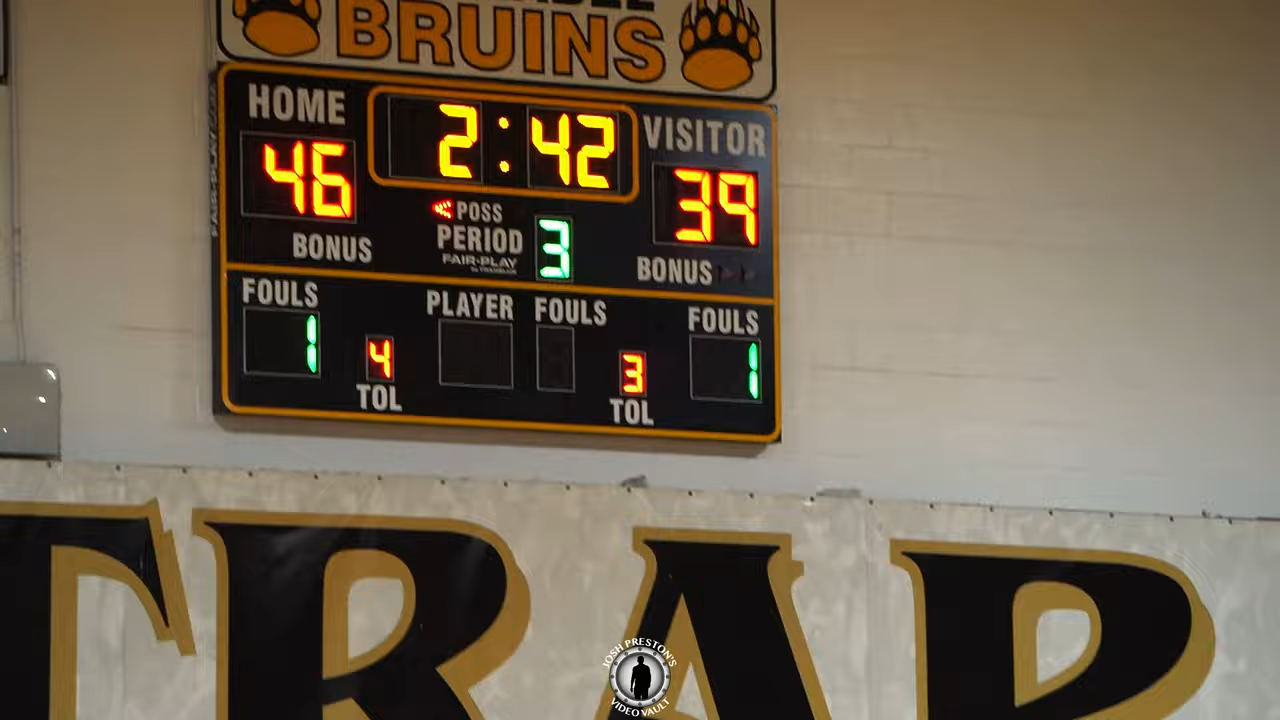 BRUINS
HOME
2:42
VISITOR
46
39
POSS
PERIOD
3
FAIR-PLAY
BONUS
BONUS
FOULS
PLAYER
FOULS
FOULS
1
4
3
1
TOL
TOL
TRAP
JOSH PRESTON'S
VIDEO VAULT